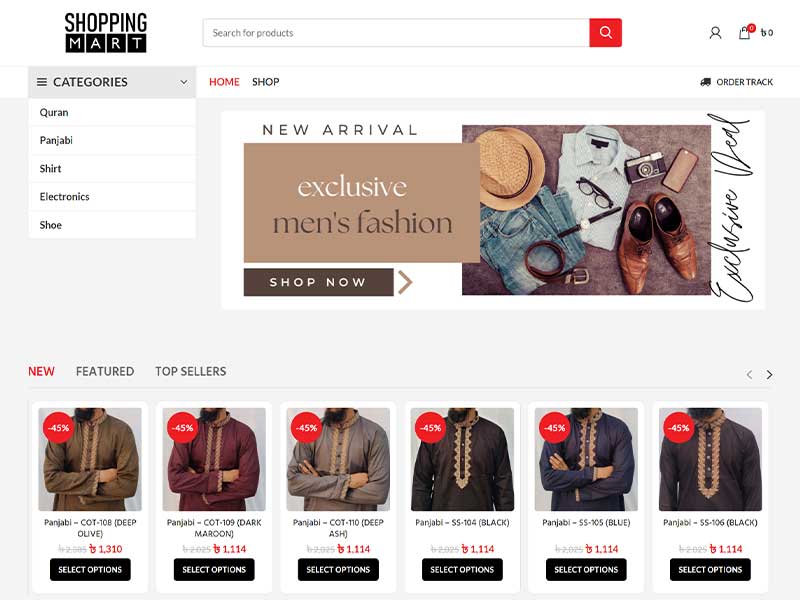 SHOPPING
MART
Search for products
0
৳ 0
CATEGORIES
HOME
SHOP
ORDER TRACK
Quran
Panjabi
Shirt
Electronics
Shoe
NEW ARRIVAL
exclusive
men's fashion
SHOP NOW
Exclusive Deal
NEW
FEATURED
TOP SELLERS
-45%
-45%
-45%
-45%
-45%
-45%
Panjabi – COT-108 (DEEP
OLIVE)
৳ 1,310
SELECT OPTIONS
Panjabi – COT-109 (DARK
MAROON)
৳ 2,025 ৳ 1,114
SELECT OPTIONS
Panjabi – COT-110 (DEEP
ASH)
৳ 2,025 ৳ 1,114
SELECT OPTIONS
Panjabi – SS-104 (BLACK)
৳ 2,025 ৳ 1,114
SELECT OPTIONS
Panjabi – SS-105 (BLUE)
৳ 2,025 ৳ 1,114
SELECT OPTIONS
Panjabi – SS-106 (BLACK)
৳ 2,025 ৳ 1,114
SELECT OPTIONS